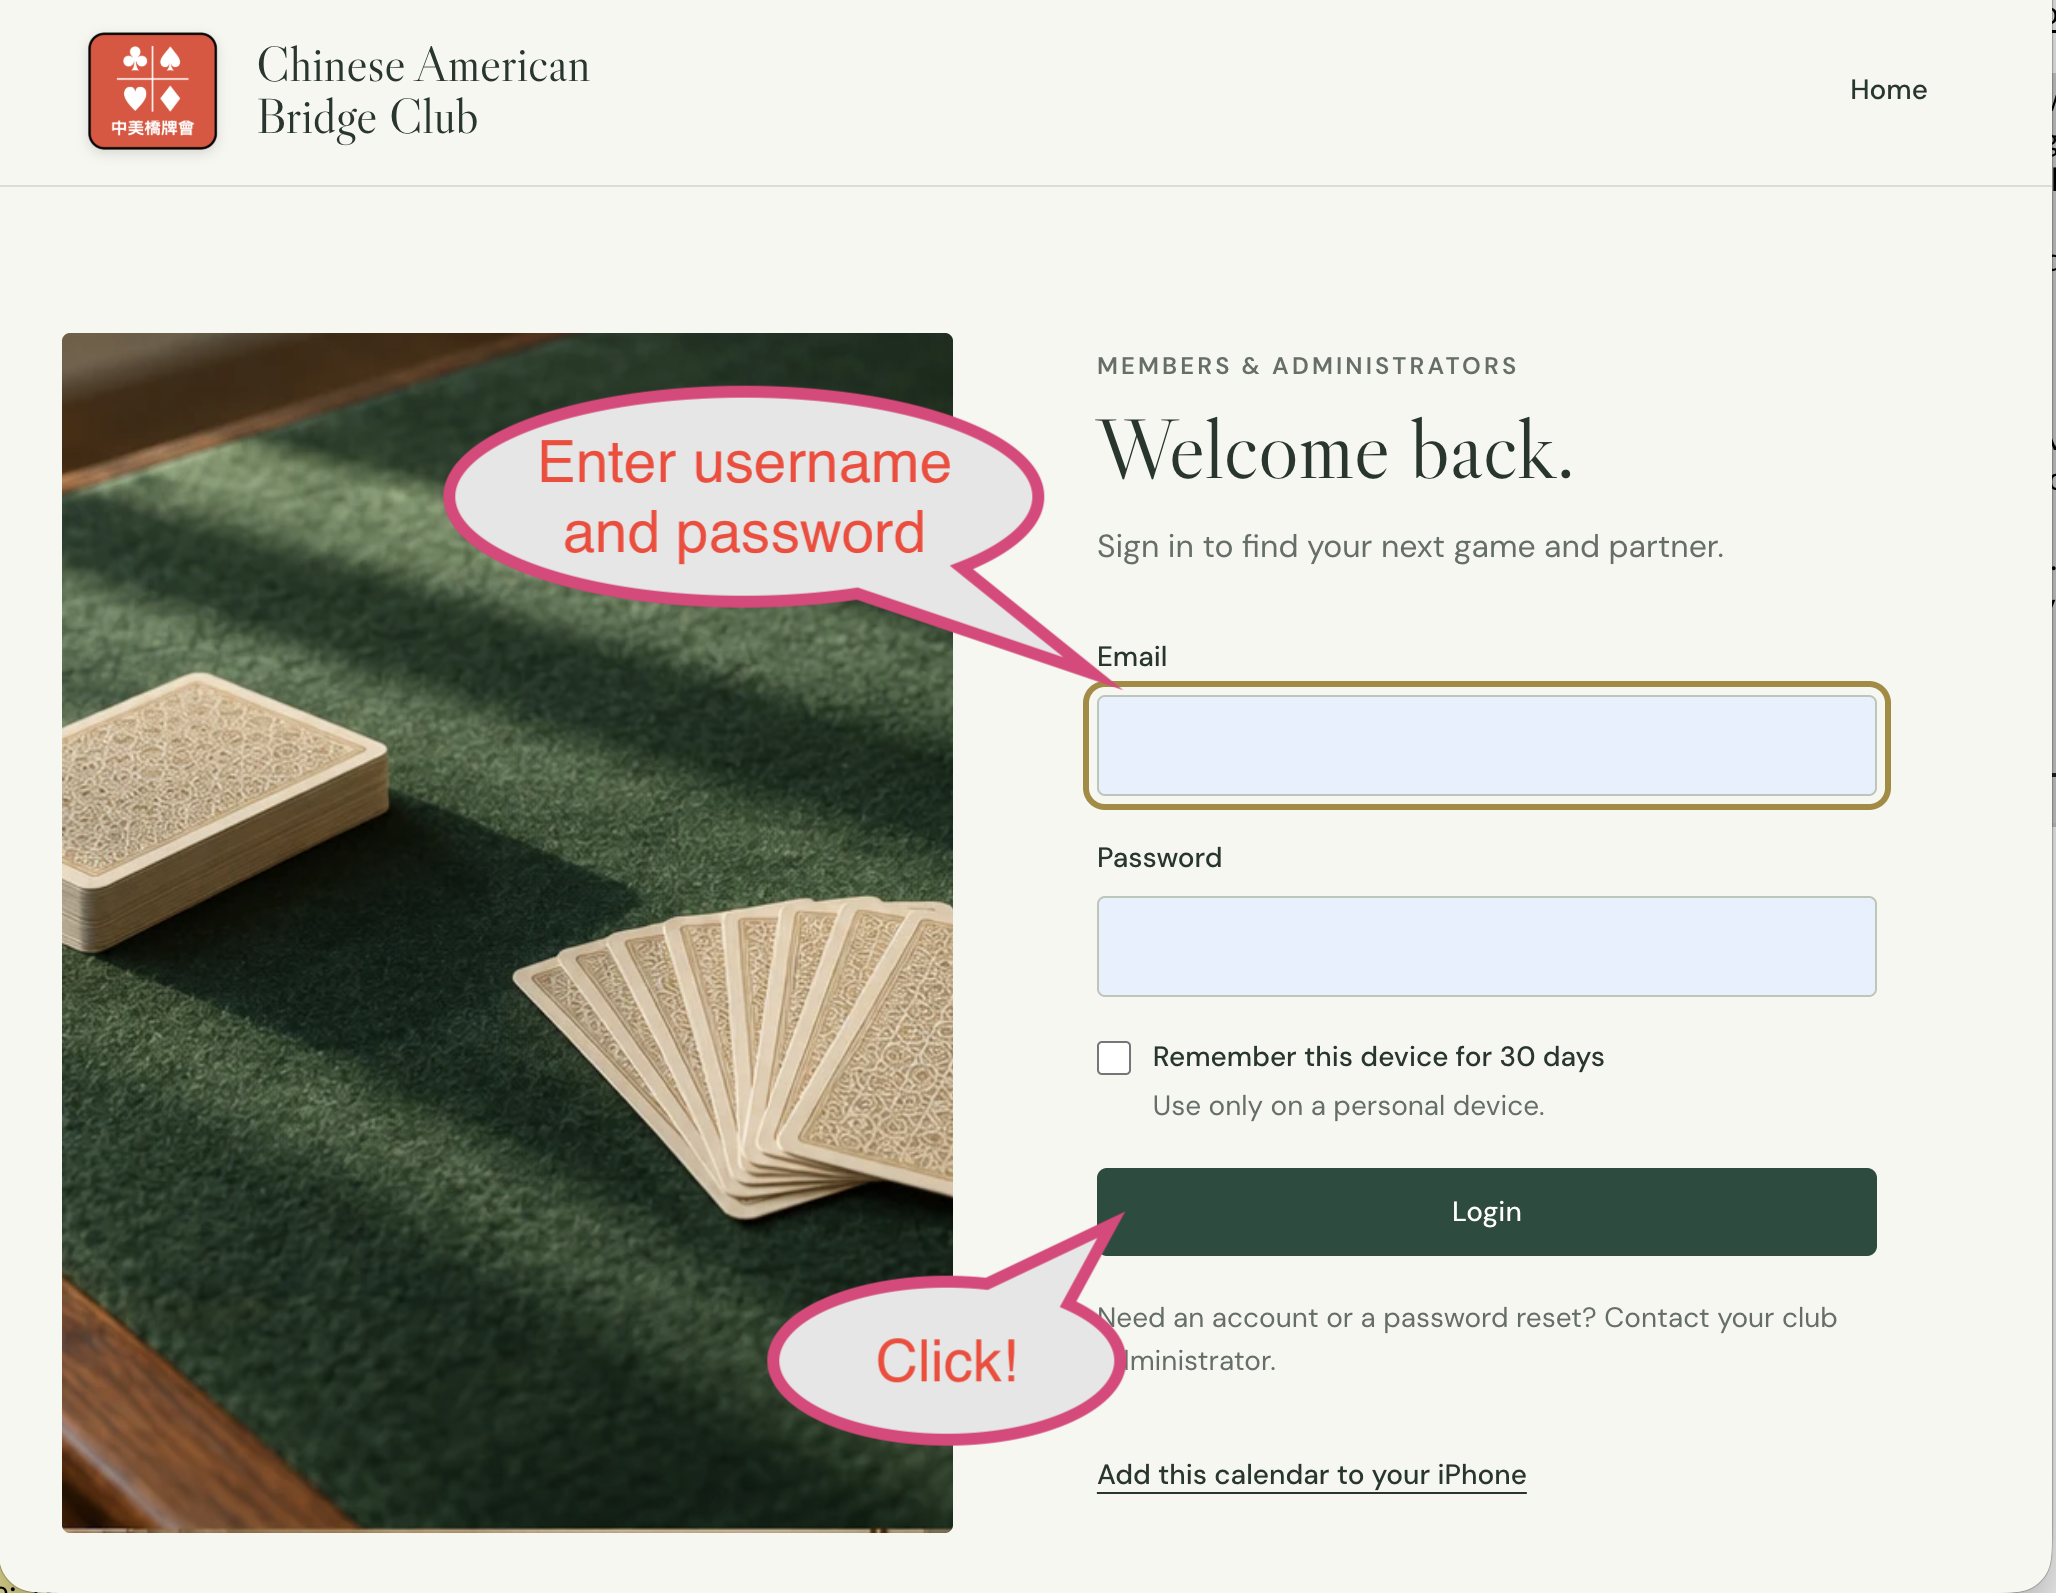 中美橋牌會
Chinese American
Bridge Club
Home
MEMBERS & ADMINISTRATORS
Welcome back.
Sign in to find your next game and partner.
Enter username
and password
Email
Password
Remember this device for 30 days
Use only on a personal device.
Login
Click!
Need an account or a password reset? Contact your club
ministrator.
Add this calendar to your iPhone